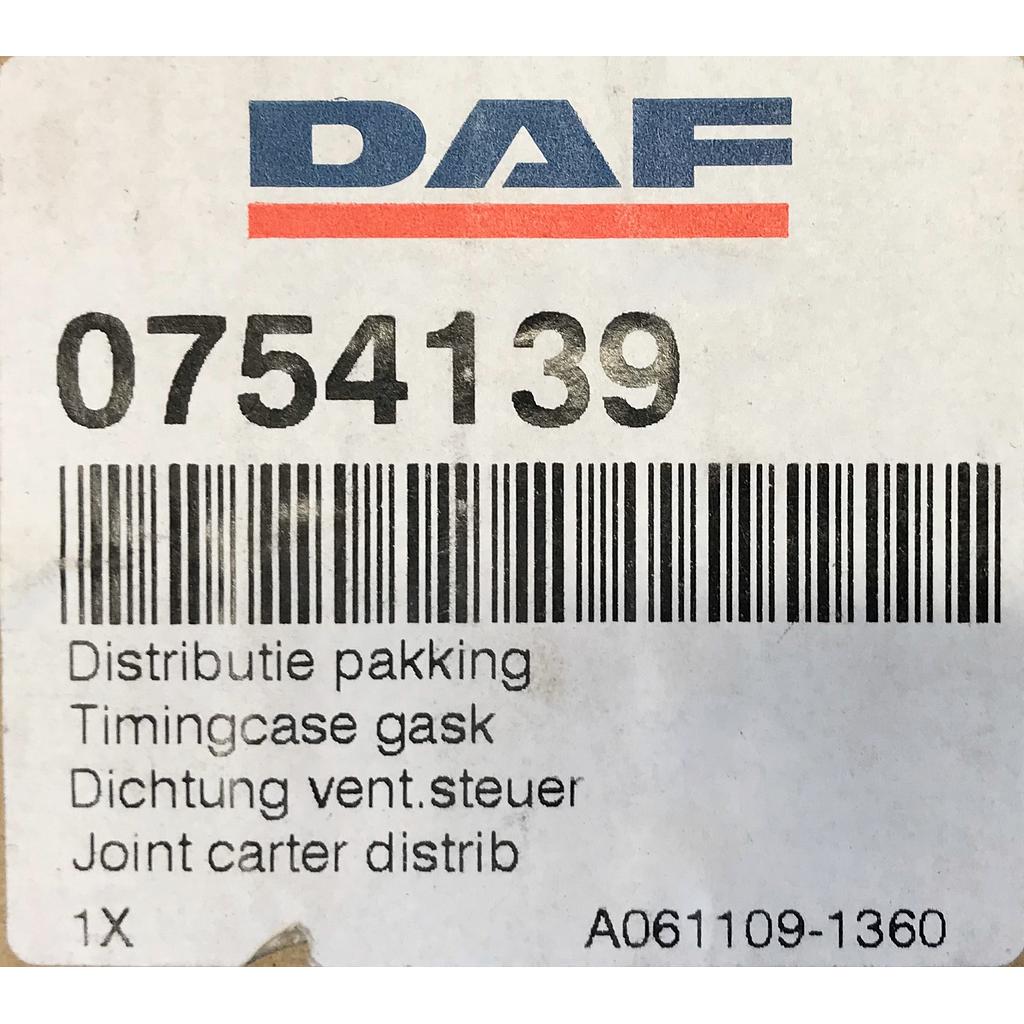 DAF
0754139
Distributie pakking
Timingcase gask
Dichtung vent.steuer
Joint carter distrib
1X A061109-1360